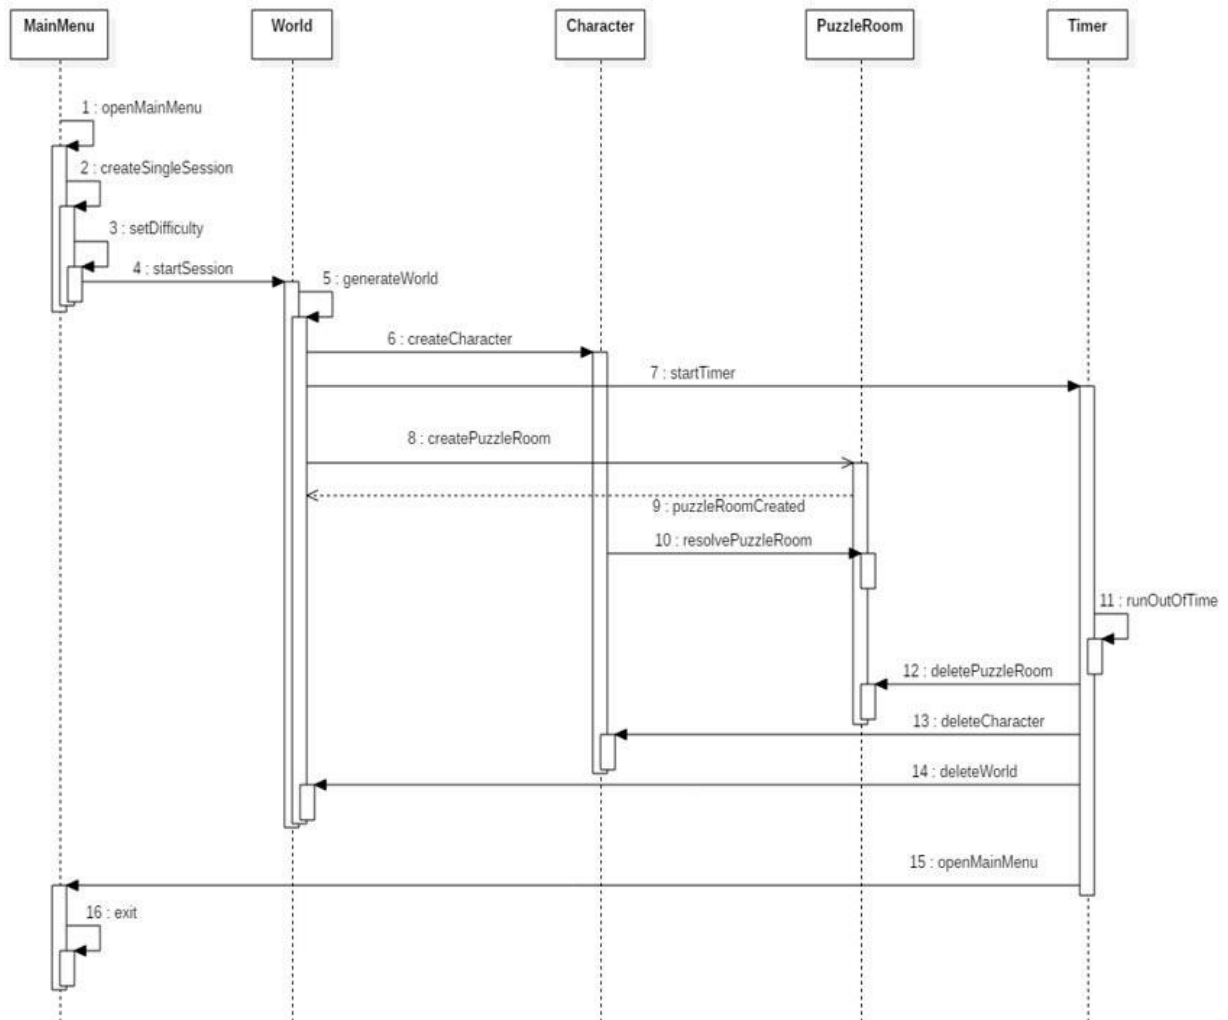 MainMenu
World
Character
PuzzleRoom
Timer
1 : openMainMenu
2 : createSingleSession
3 : setDifficulty
4 : startSession
5 : generateWorld
6 : createCharacter
7 : startTimer
8 : createPuzzleRoom
9 : puzzleRoomCreated
10 : resolvePuzzleRoom
11 : runOutOfTime
12 : deletePuzzleRoom
13 : deleteCharacter
14 : deleteWorld
15 : openMainMenu
16 : exit